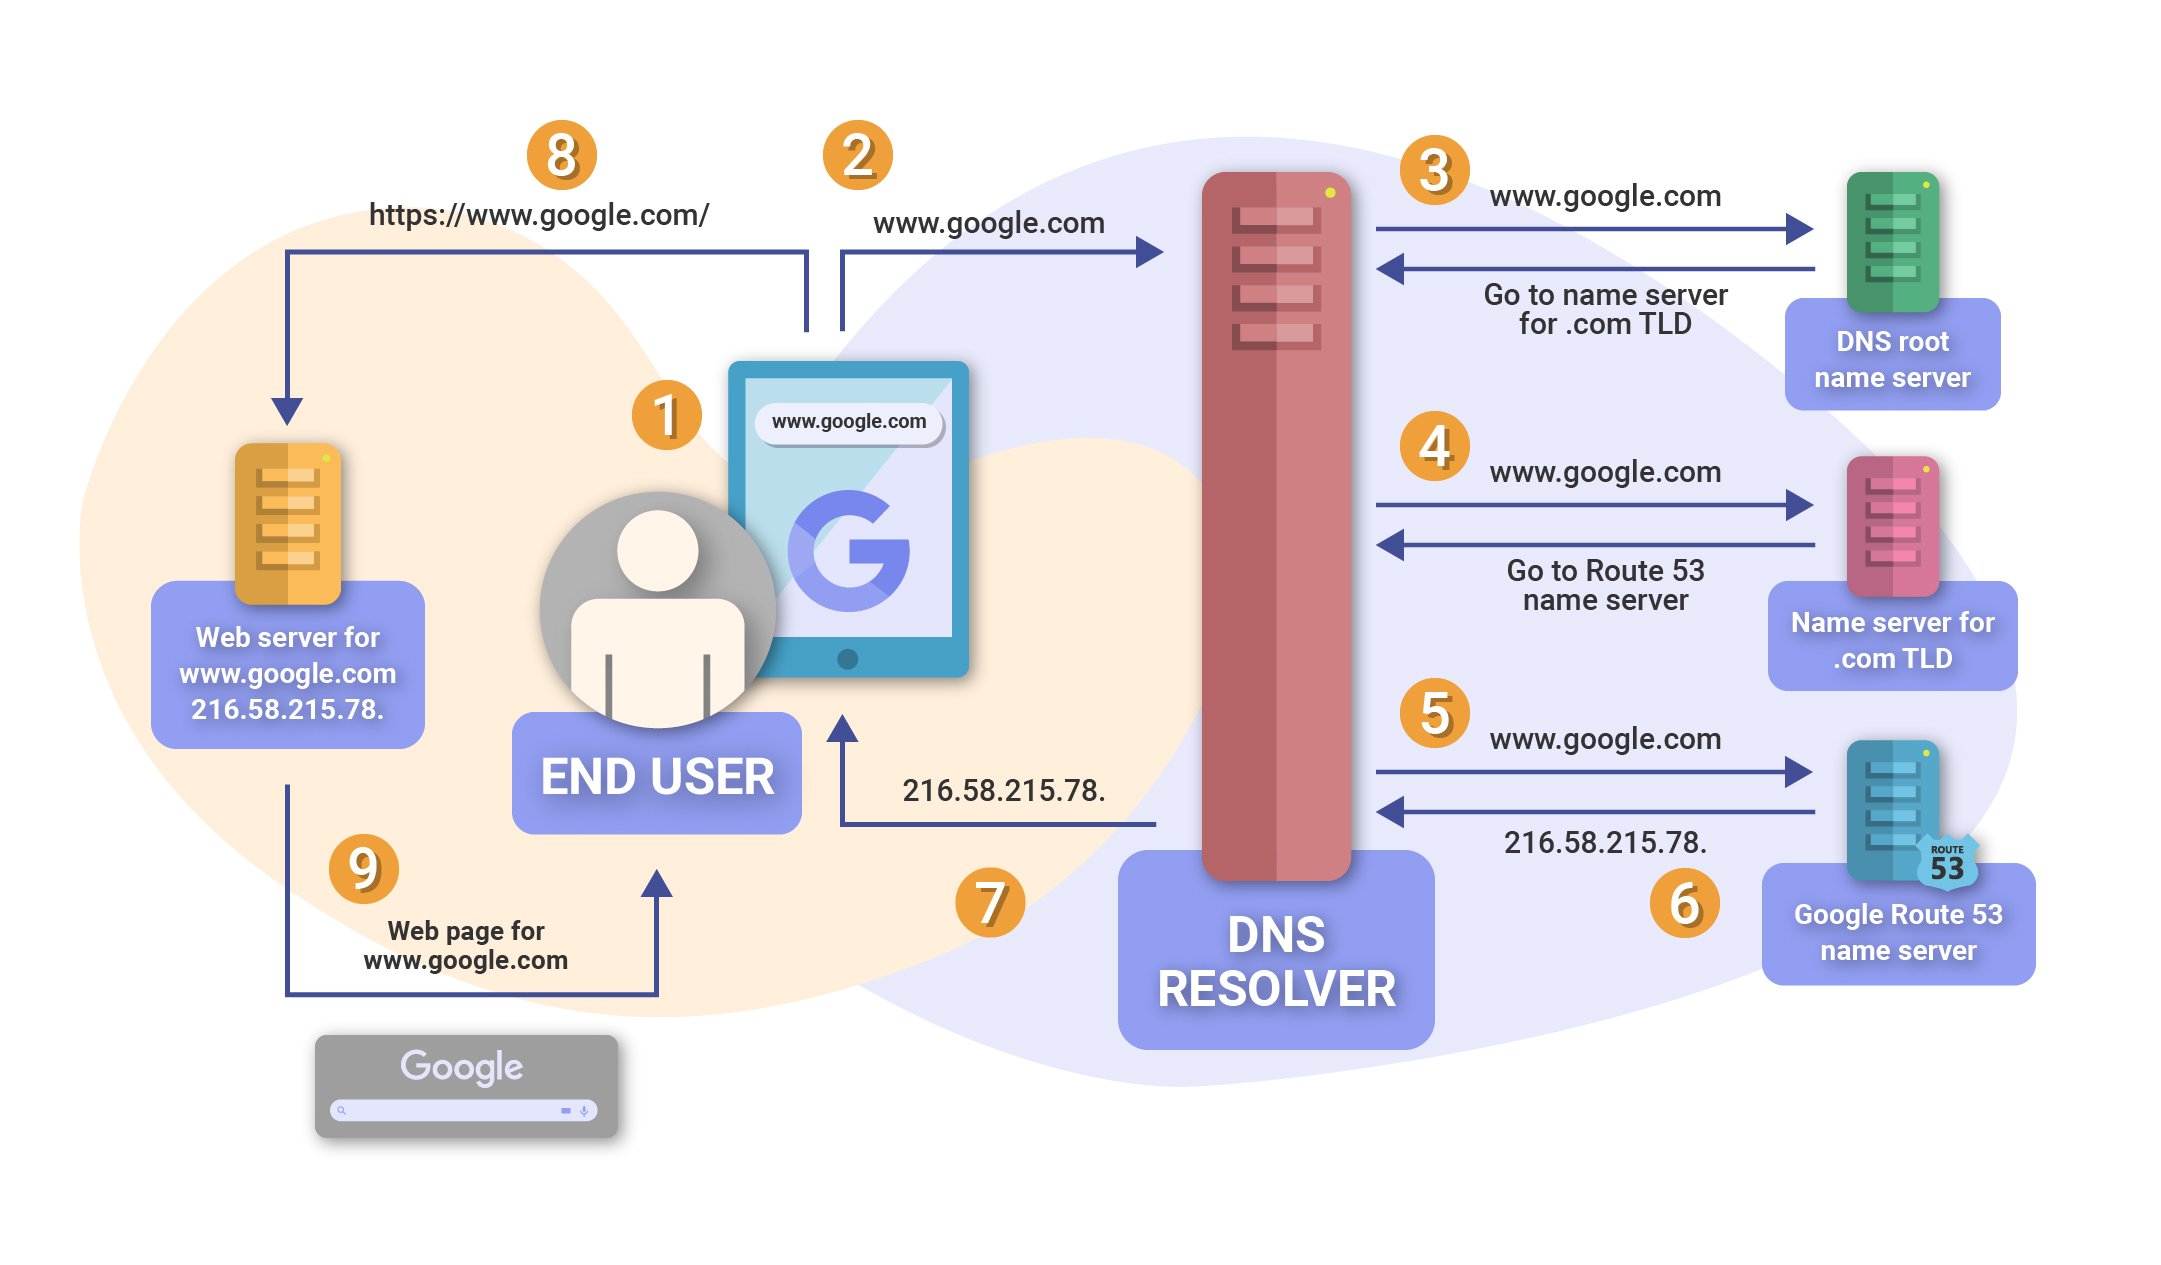 8
https://www.google.com/
2
www.google.com
3
www.google.com
Go to name server
for .com TLD
DNS root
name server
1
www.google.com
G
4
www.google.com
Go to Route 53
name server
Name server for
.com TLD
Web server for
www.google.com
216.58.215.78.
END USER
5
www.google.com
216.58.215.78.
6
ROUTE
53
Google Route 53
name server
216.58.215.78.
7
DNS
RESOLVER
9
Web page for
www.google.com
Google